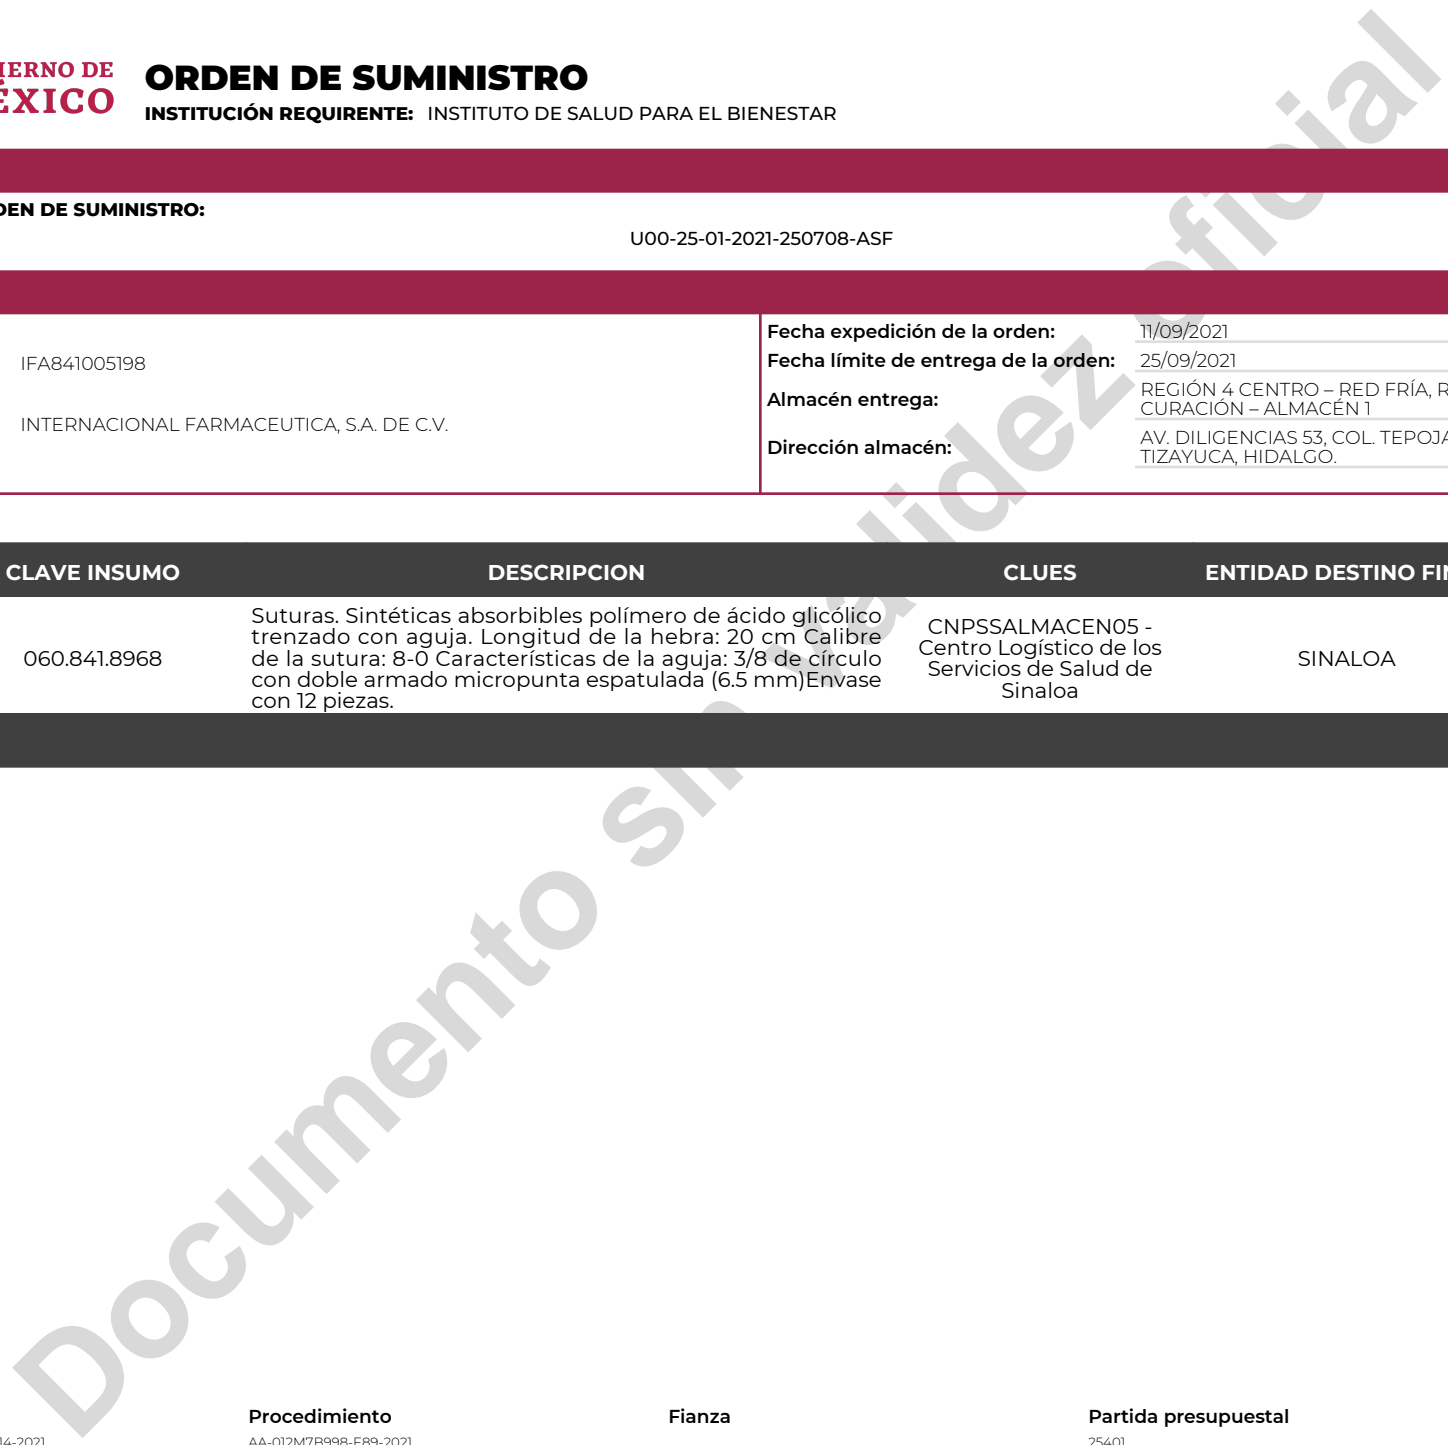 ORDEN DE SUMINISTRO
INSTITUCIÓN REQUIRENTE: INSTITUTO DE SALUD PARA EL BIENESTAR
DE SUMINISTRO:
U00-25-01-2021-250708-ASF
IFA841005198
INTERNACIONAL FARMACEUTICA, S.A. DE C.V.
Fecha expedición de la orden: 11/09/2021
Fecha límite de entrega de la orden: 25/09/2021
Almacén entrega:
REGIÓN 4 CENTRO – RED FRÍA,
CURACIÓN – ALMACÉN 1
Dirección almacén:
AV. DILIGENCIAS 53, COL.
TIZAYUCA, HIDALGO.
CLAVE INSUMO DESCRIPCION CLUES ENTIDAD DESTINO
060.841.8968
Suturas. Sintéticas absorbibles polímero de ácido glicólico
trenzado con aguja. Longitud de la hebra: 20 cm Calibre
de la sutura: 8-0 Características de la aguja: 3/8 de círculo
con doble armado micropunta espatulada (6.5 mm)Envase
con 12 piezas.
CNPSSALMACEN05 -
Centro Logístico de los
Servicios de Salud de
Sinaloa
SINALOA
Documento sin validez oficial
Procedimiento Fianza Partida presupuestal
AA-012M7B998-E89-2021 25401